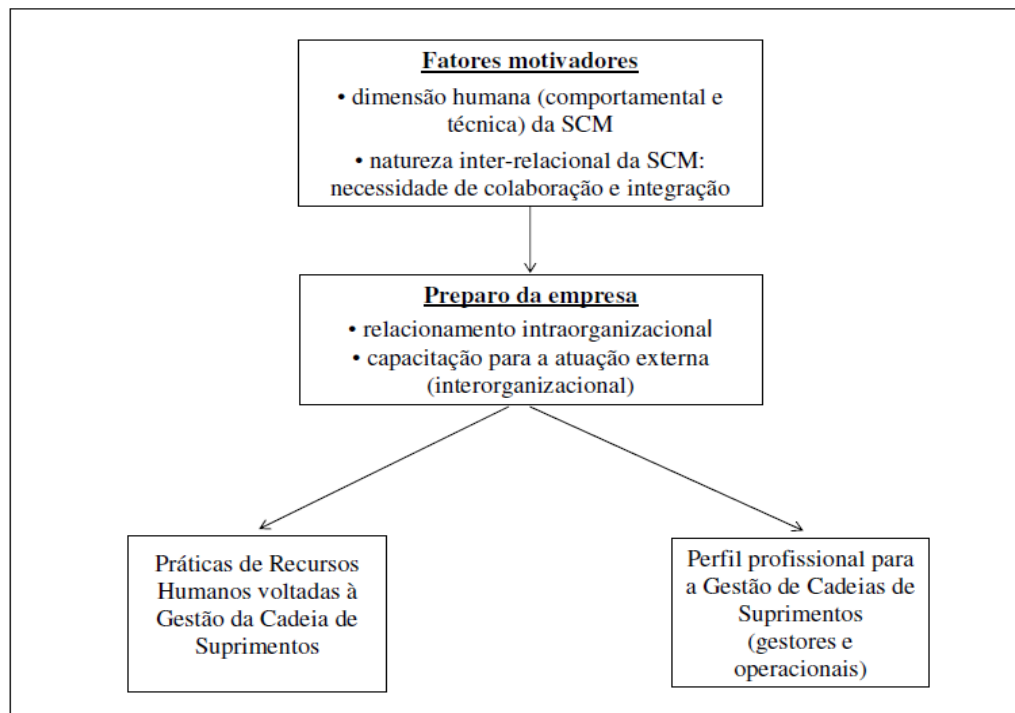 Fatores motivadores
• dimensão humana (comportamental e
técnica) da SCM
• natureza inter-relacional da SCM:
necessidade de colaboração e integração
Preparo da empresa
• relacionamento intraorganizacional
• capacitação para a atuação externa
(interorganizacional)
Práticas de Recursos
Humanos voltadas à
Gestão da Cadeia de
Suprimentos
Perfil profissional para
a Gestão de Cadeias de
Suprimentos
(gestores e
operacionais)